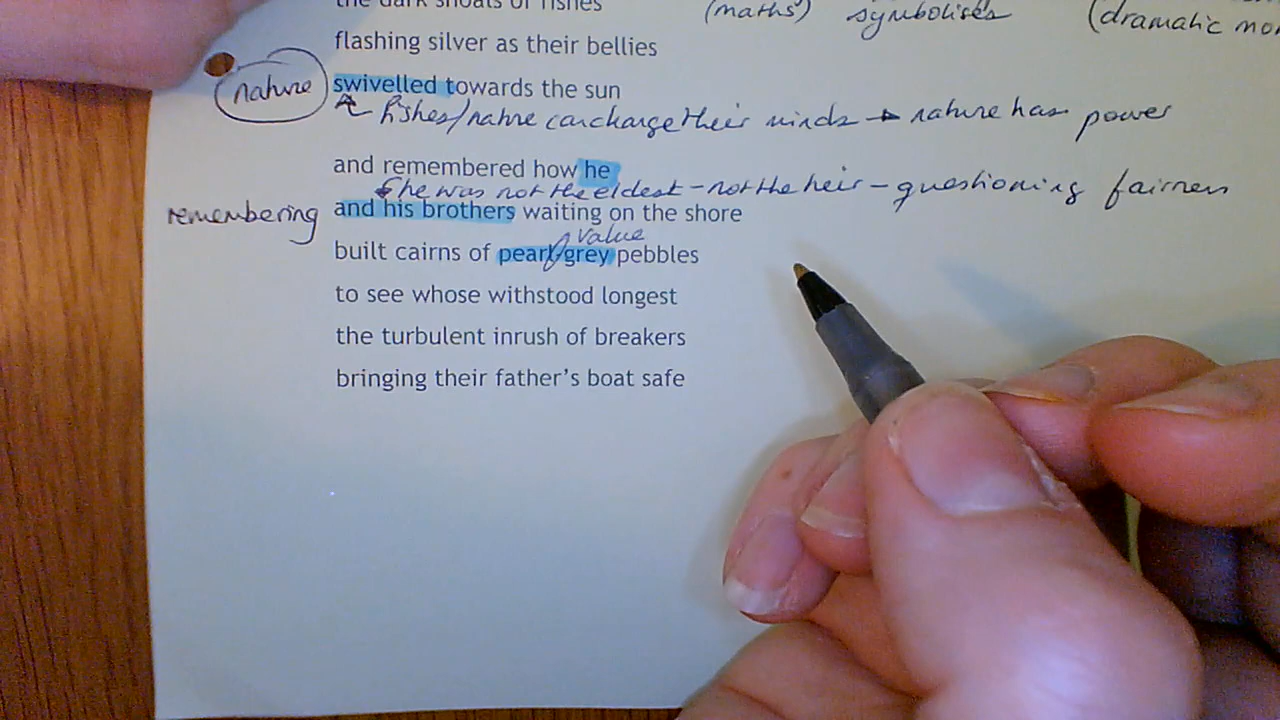 the dark shoals of fishes
(maths) symbolises (dramatic
flashing silver as their bellies
nature swivelled towards the sun
fishes/nature can change their minds → nature has power
and remembered how he
he was not the eldest - not the heir - questioning fairness
remembering and his brothers waiting on the shore
value
built cairns of pearl/grey pebbles
to see whose withstood longest
the turbulent inrush of breakers
bringing their father's boat safe